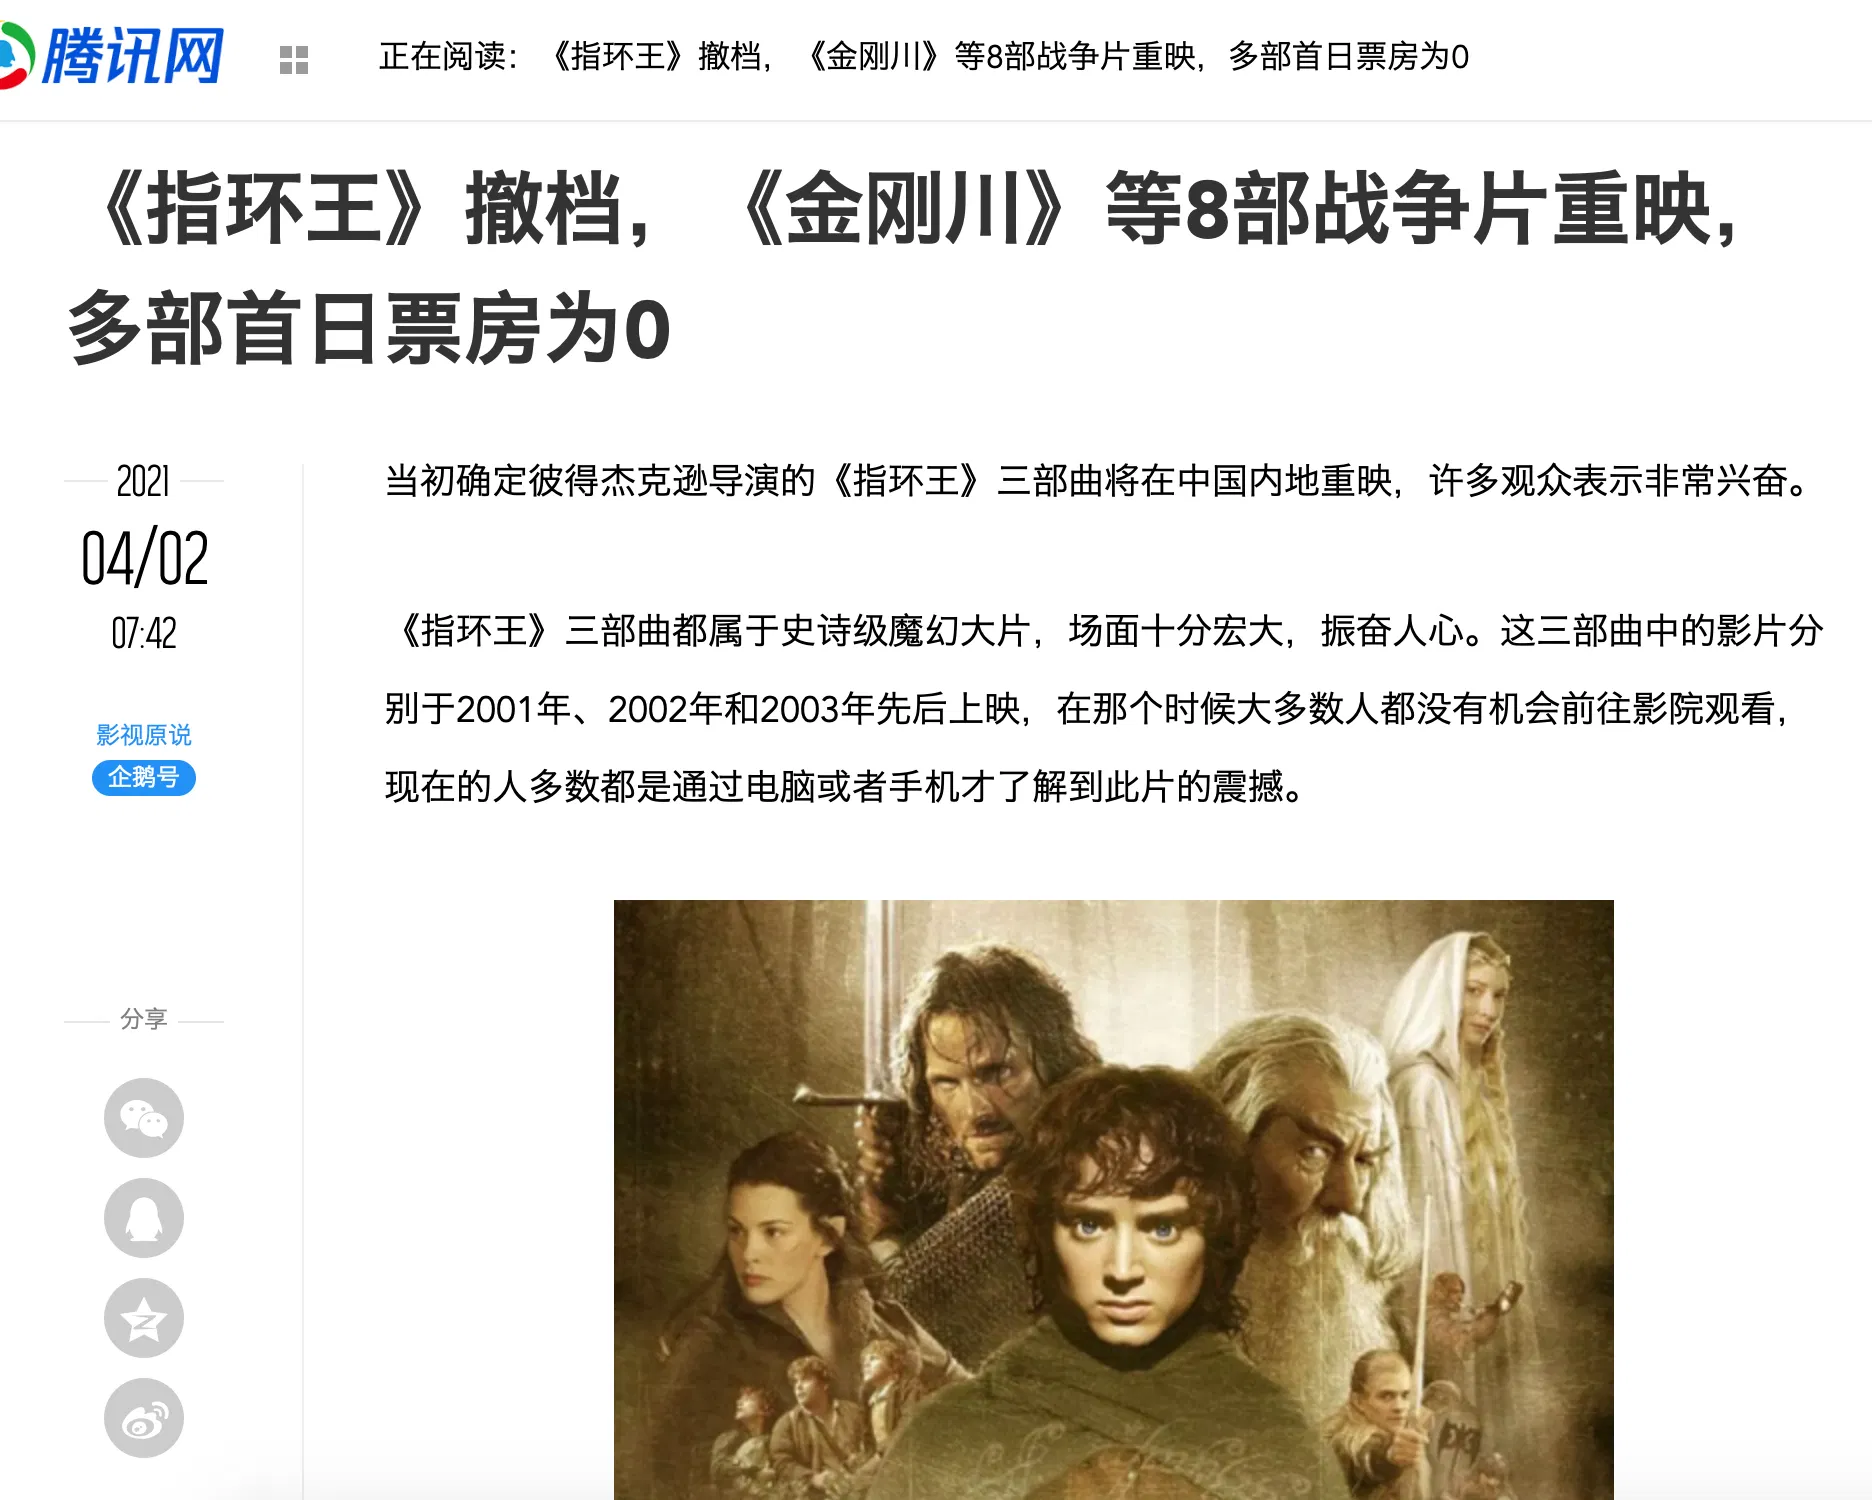 腾讯网
正在阅读：《指环王》撤档，《金刚川》等8部战争片重映，多部首日票房为0
《指环王》撤档，《金刚川》等8部战争片重映，
多部首日票房为0
2021
04/02
07:42
影视原说
企鹅号
分享
当初确定彼得杰克逊导演的《指环王》三部曲将在中国内地重映，许多观众表示非常兴奋。
《指环王》三部曲都属于史诗级魔幻大片，场面十分宏大，振奋人心。这三部曲中的影片分
别于2001年、2002年和2003年先后上映，在那个时候大多数人都没有机会前往影院观看，
现在的人多数都是通过电脑或者手机才了解到此片的震撼。